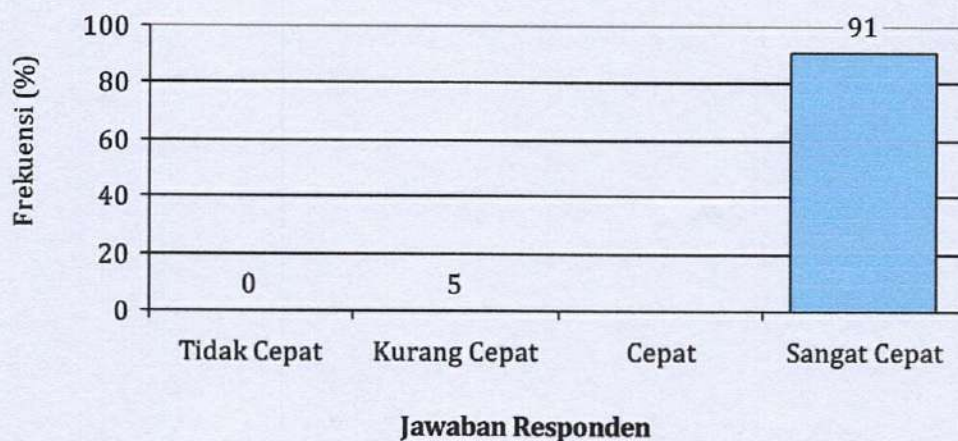 100
91
80
60
40
20
0
0
5
Frekuensi (%)
Tidak Cepat
Kurang Cepat
Cepat
Sangat Cepat
Jawaban Responden